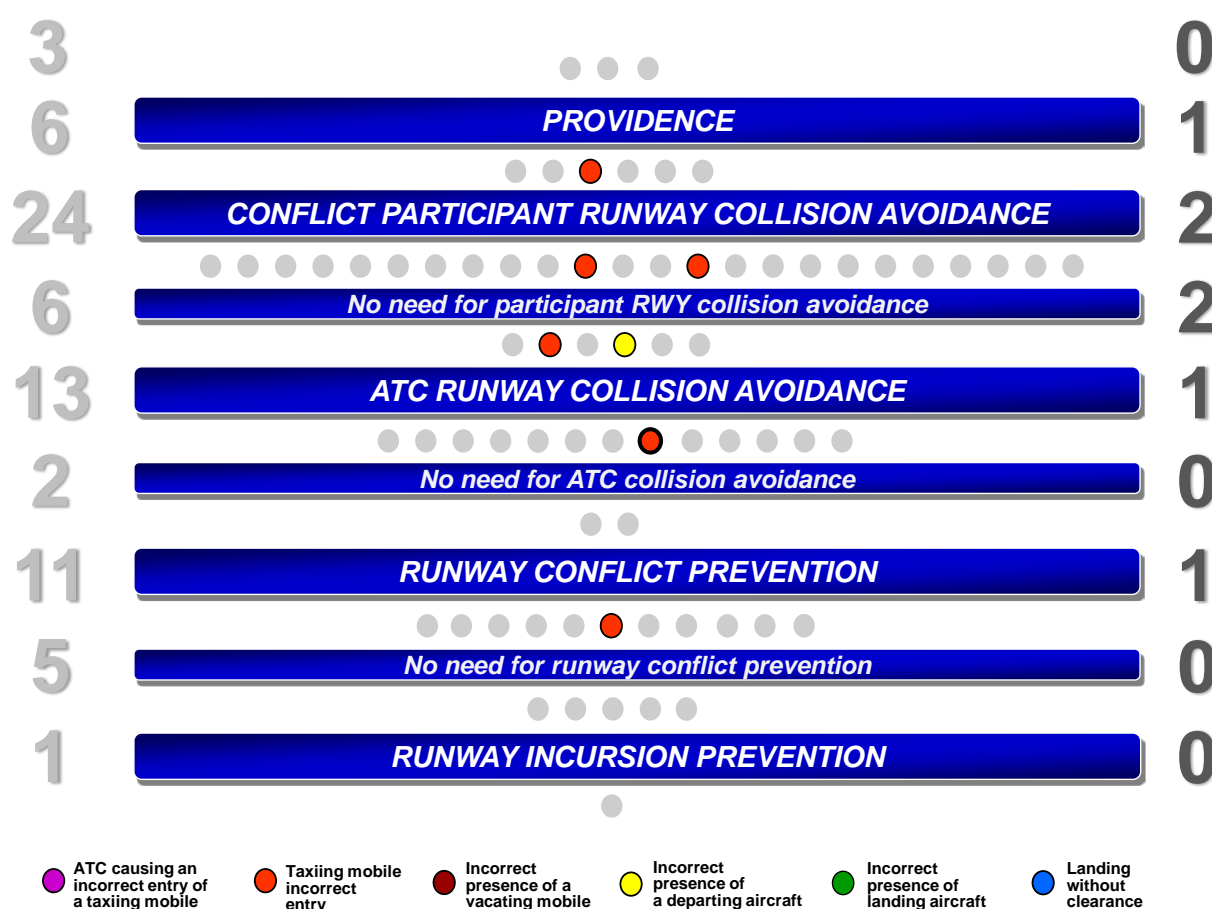 3 0
6 PROVIDENCE 1
24 CONFLICT PARTICIPANT RUNWAY COLLISION AVOIDANCE 2
6 No need for participant RWY collision avoidance 2
13 ATC RUNWAY COLLISION AVOIDANCE 1
2 No need for ATC collision avoidance 0
11 RUNWAY CONFLICT PREVENTION 1
5 No need for runway conflict prevention 0
1 RUNWAY INCURSION PREVENTION 0
ATC causing an
incorrect entry of
a taxiing mobile
Taxiing mobile
incorrect
entry
Incorrect
presence of a
vacating mobile
Incorrect
presence of
a departing aircraft
Incorrect
presence of
landing aircraft
Landing
without
clearance